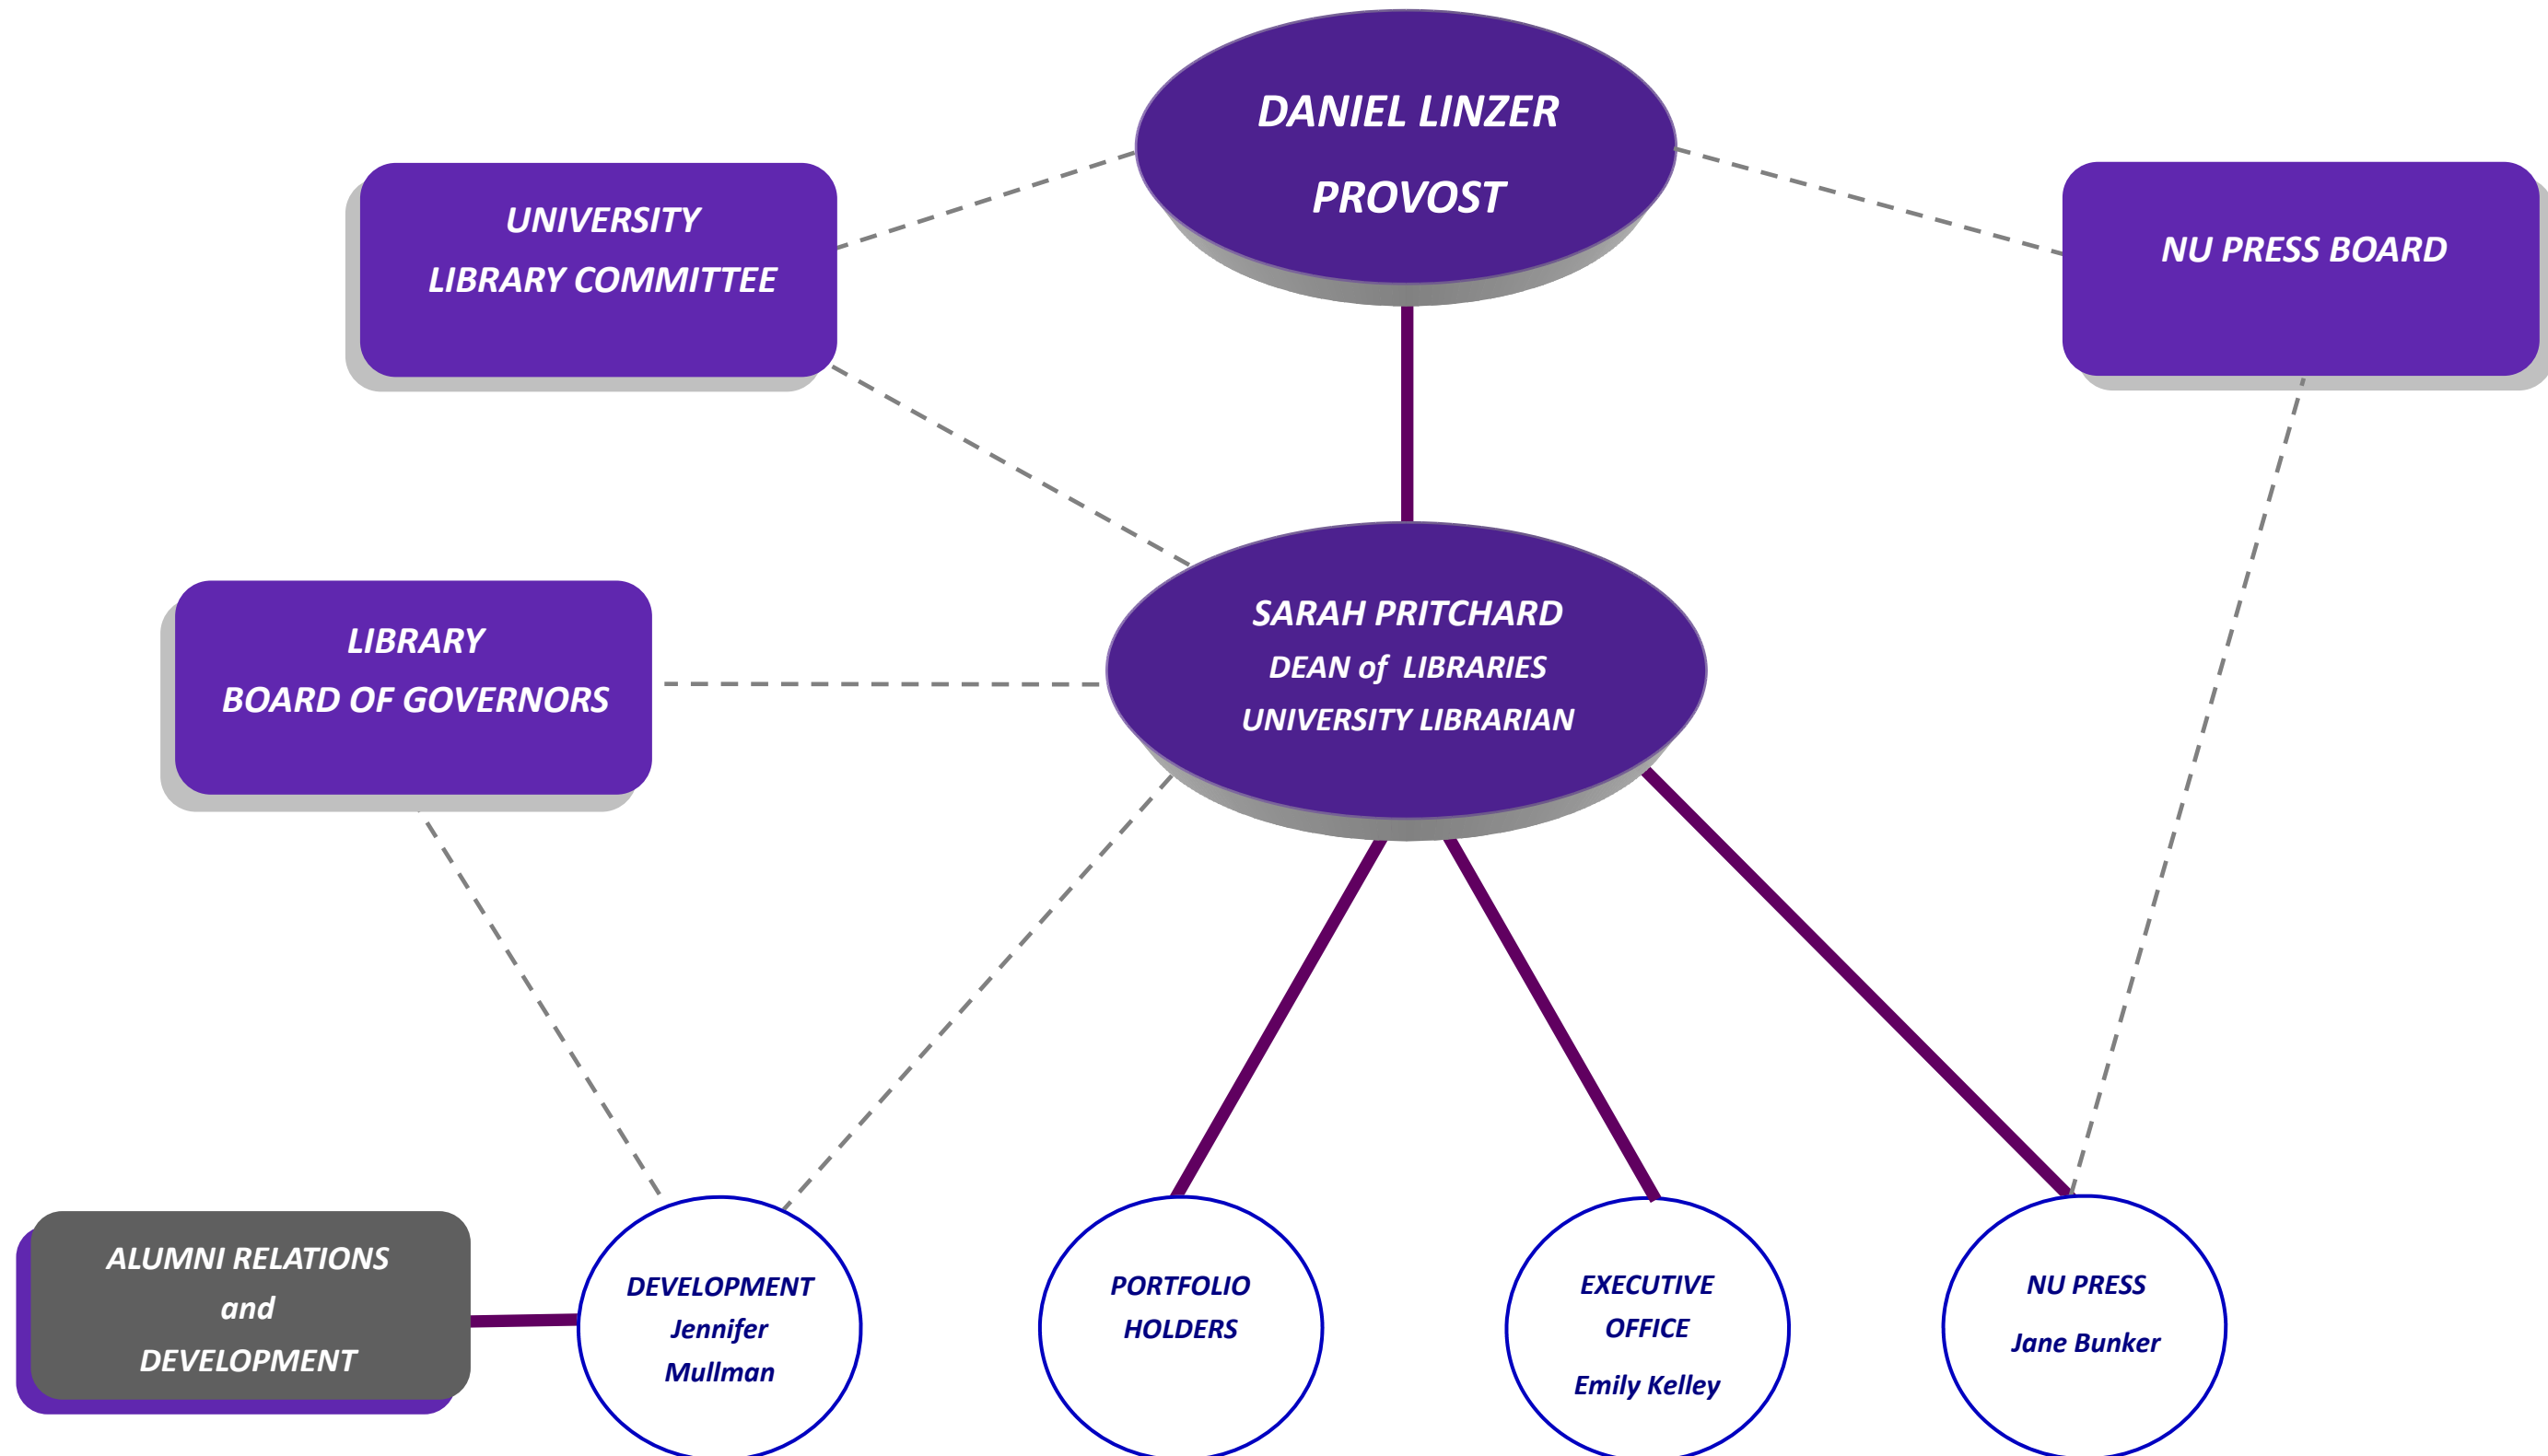 DANIEL LINZER
PROVOST
UNIVERSITY
LIBRARY COMMITTEE
NU PRESS BOARD
SARAH PRITCHARD
DEAN of LIBRARIES
UNIVERSITY LIBRARIAN
LIBRARY
BOARD OF GOVERNORS
ALUMNI RELATIONS
and
DEVELOPMENT
DEVELOPMENT
Jennifer
Mullman
PORTFOLIO
HOLDERS
EXECUTIVE
OFFICE
Emily Kelley
NU PRESS
Jane Bunker